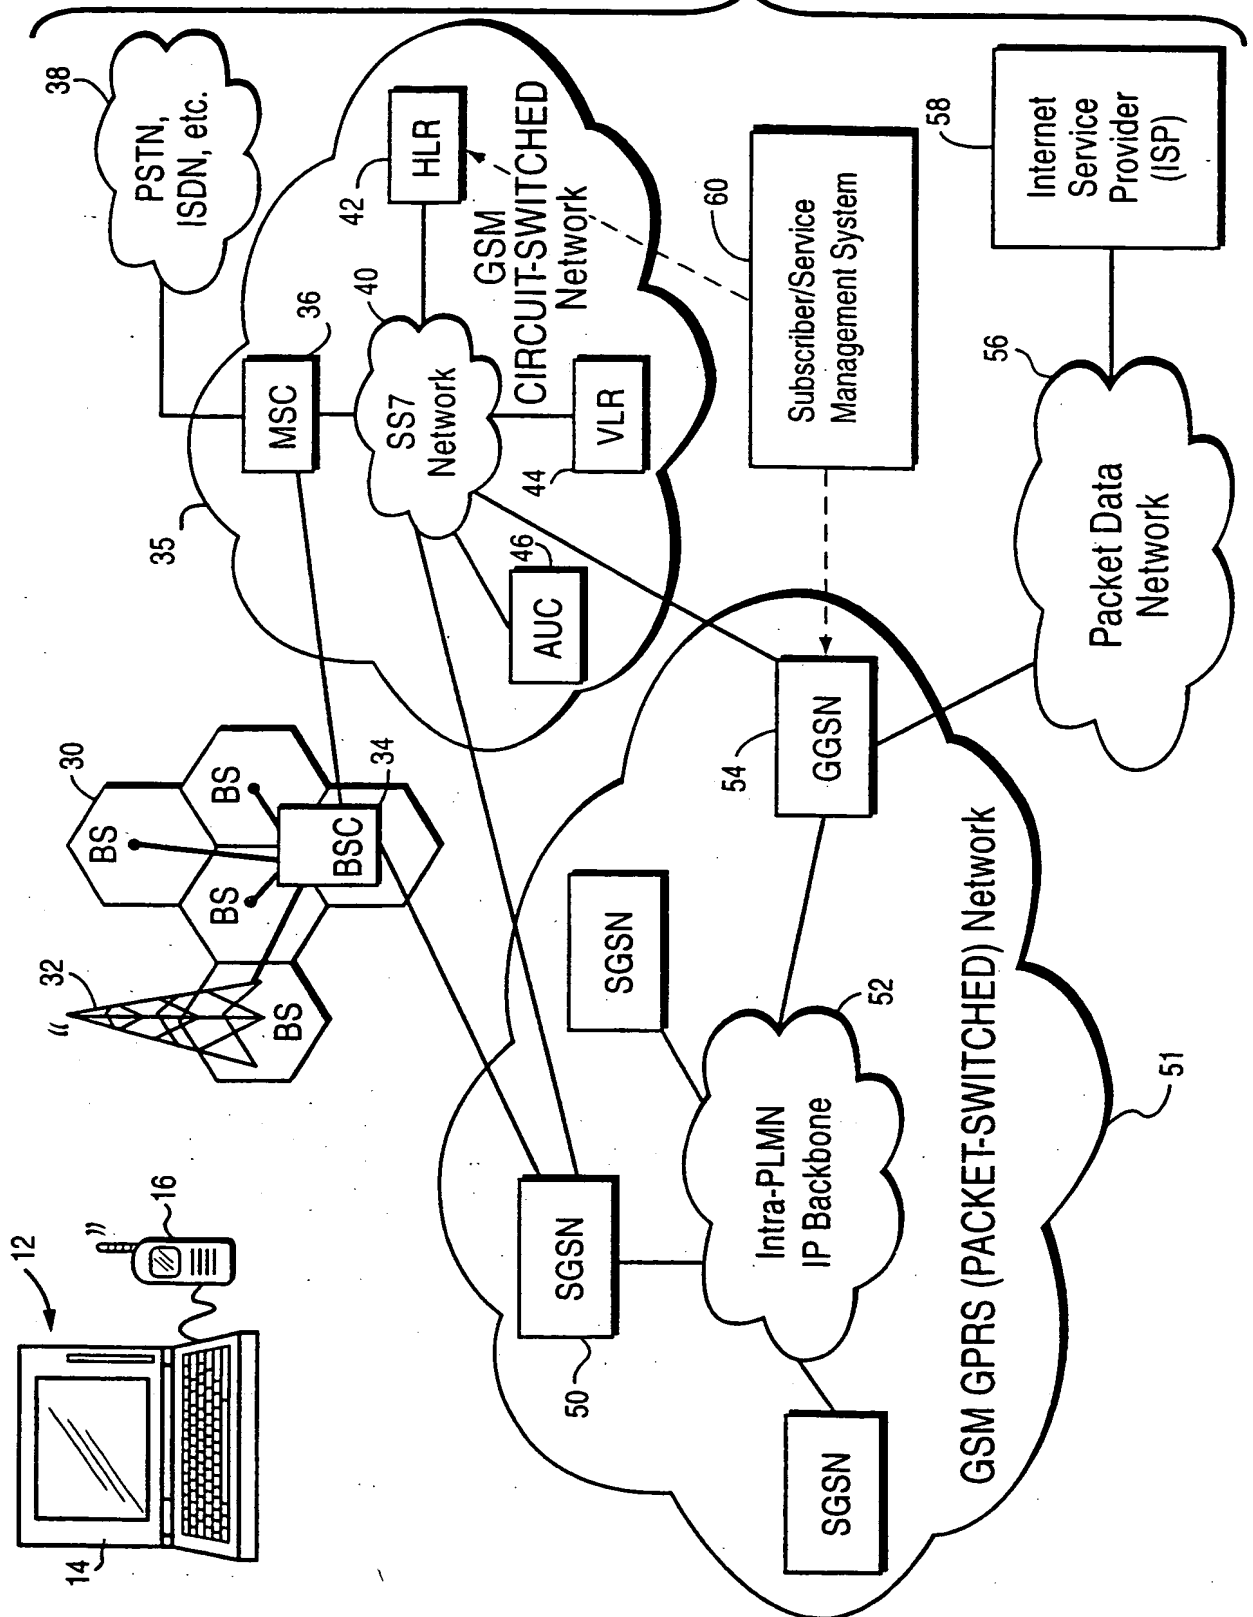 12
14
16
32
BS
BS
BS
BS
30
BSC
34
35
MSC
36
PSTN,
ISDN, etc.
38
SS7
Network
40
HLR
42
VLR
44
AUC
46
GSM
CIRCUIT-SWITCHED
Network
SGSN
50
SGSN
SGSN
Intra-PLMN
IP Backbone
52
GGSN
54
GSM GPRS (PACKET-SWITCHED) Network
51
Subscriber/Service
Management System
60
Packet Data
Network
56
Internet
Service
Provider
(ISP)
58